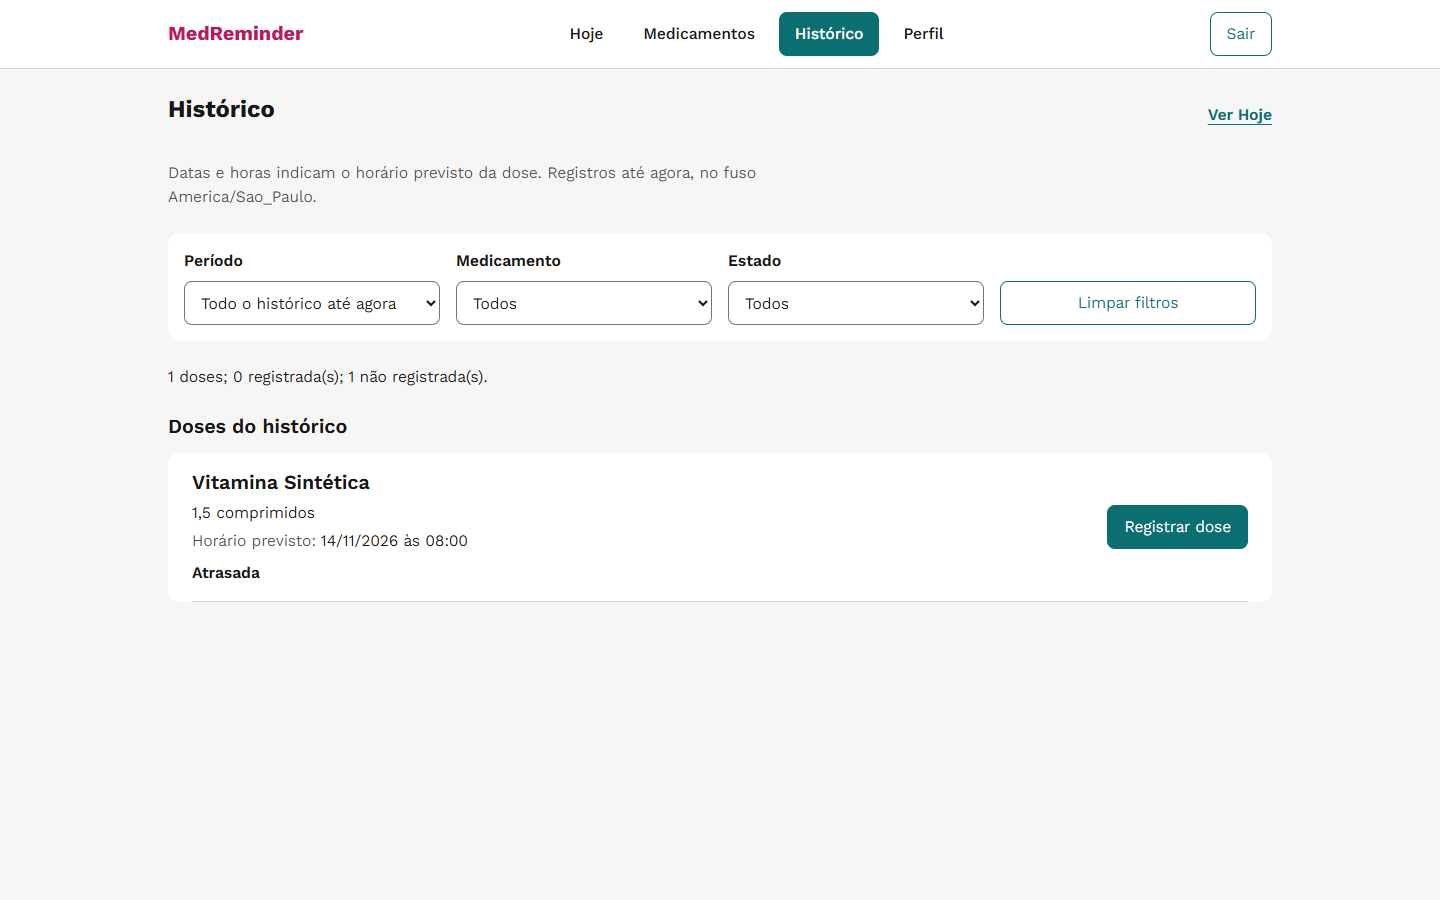 MedReminder
Hoje
Medicamentos
Histórico
Perfil
Sair
Histórico
Ver Hoje
Datas e horas indicam o horário previsto da dose. Registros até agora, no fuso
America/Sao_Paulo.
Período
Medicamento
Estado
Todo o histórico até agora
Todos
Todos
Limpar filtros
1 doses; 0 registrada(s); 1 não registrada(s).
Doses do histórico
Vitamina Sintética
1,5 comprimidos
Horário previsto: 14/11/2026 às 08:00
Atrasada
Registrar dose